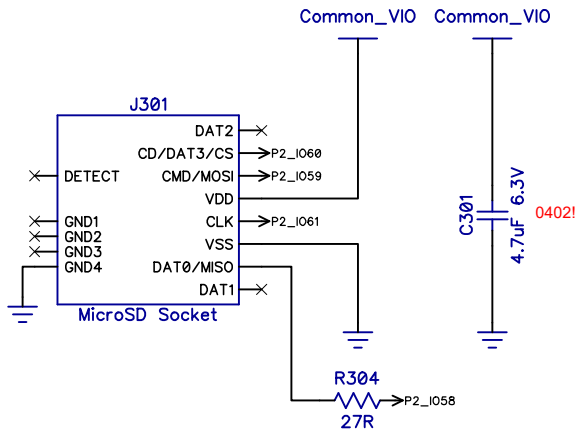 Common_VIO
Common_VIO
J301
DAT2
CD/DAT3/CS
P2_IO60
DETECT
CMD/MOSI
P2_IO59
VDD
GND1
CLK
P2_IO61
GND2
GND3
VSS
GND4
DAT0/MISO
DAT1
MicroSD Socket
C301
4.7uF 6.3V
0402!
R304
P2_IO58
27R